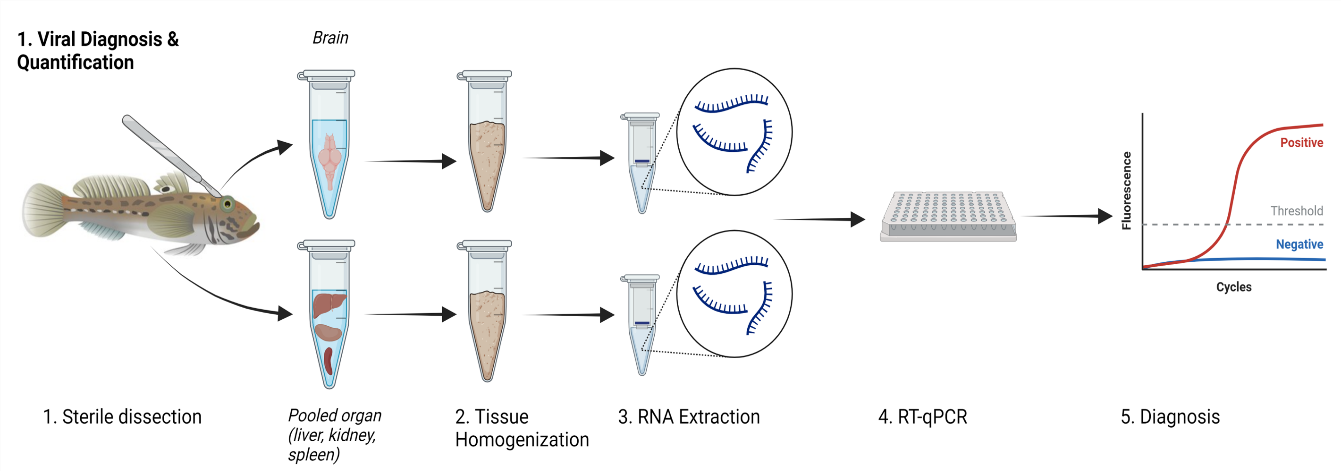 1. Viral Diagnosis &
Quantification
Brain
Positive
Fluorescence
Threshold
Negative
Cycles
1. Sterile dissection
Pooled organ
(liver, kidney,
spleen)
2. Tissue
Homogenization
3. RNA Extraction
4. RT-qPCR
5. Diagnosis